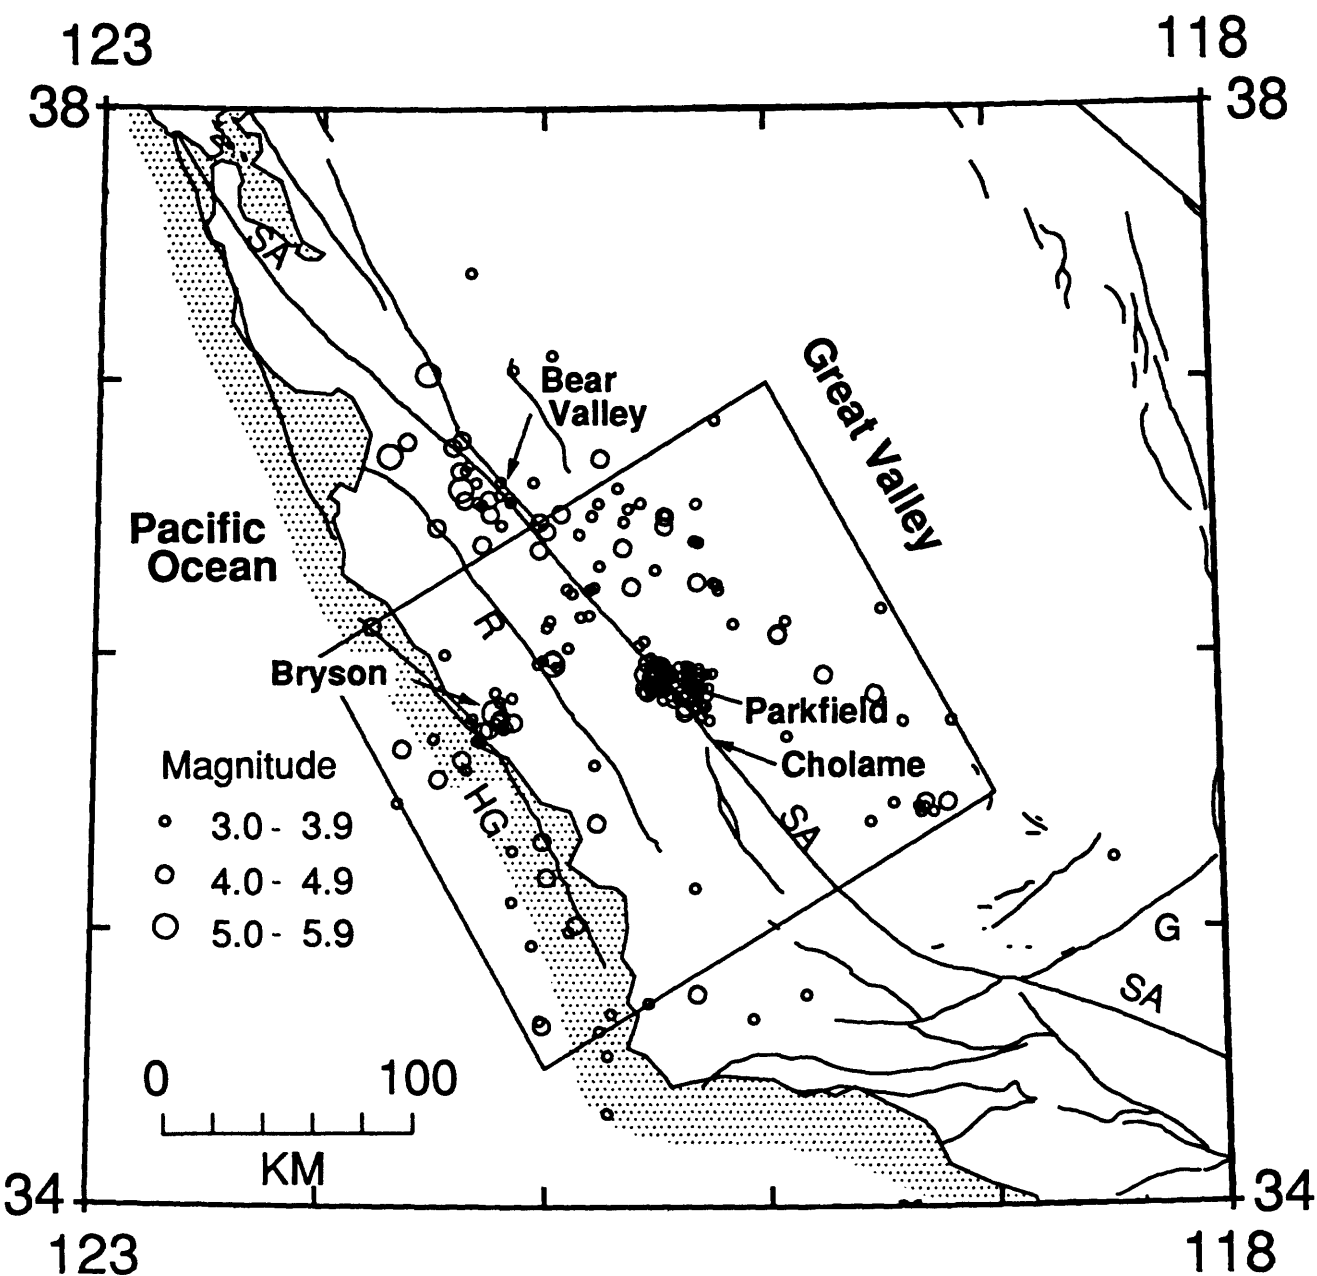 123
118
38
38
SA
Great Valley
Bear
Valley
Pacific
Ocean
R
Bryson
Parkfield
Cholame
Magnitude
3.0 - 3.9
4.0 - 4.9
5.0 - 5.9
HG
SA
G
SA
0
100
KM
34
34
123
118